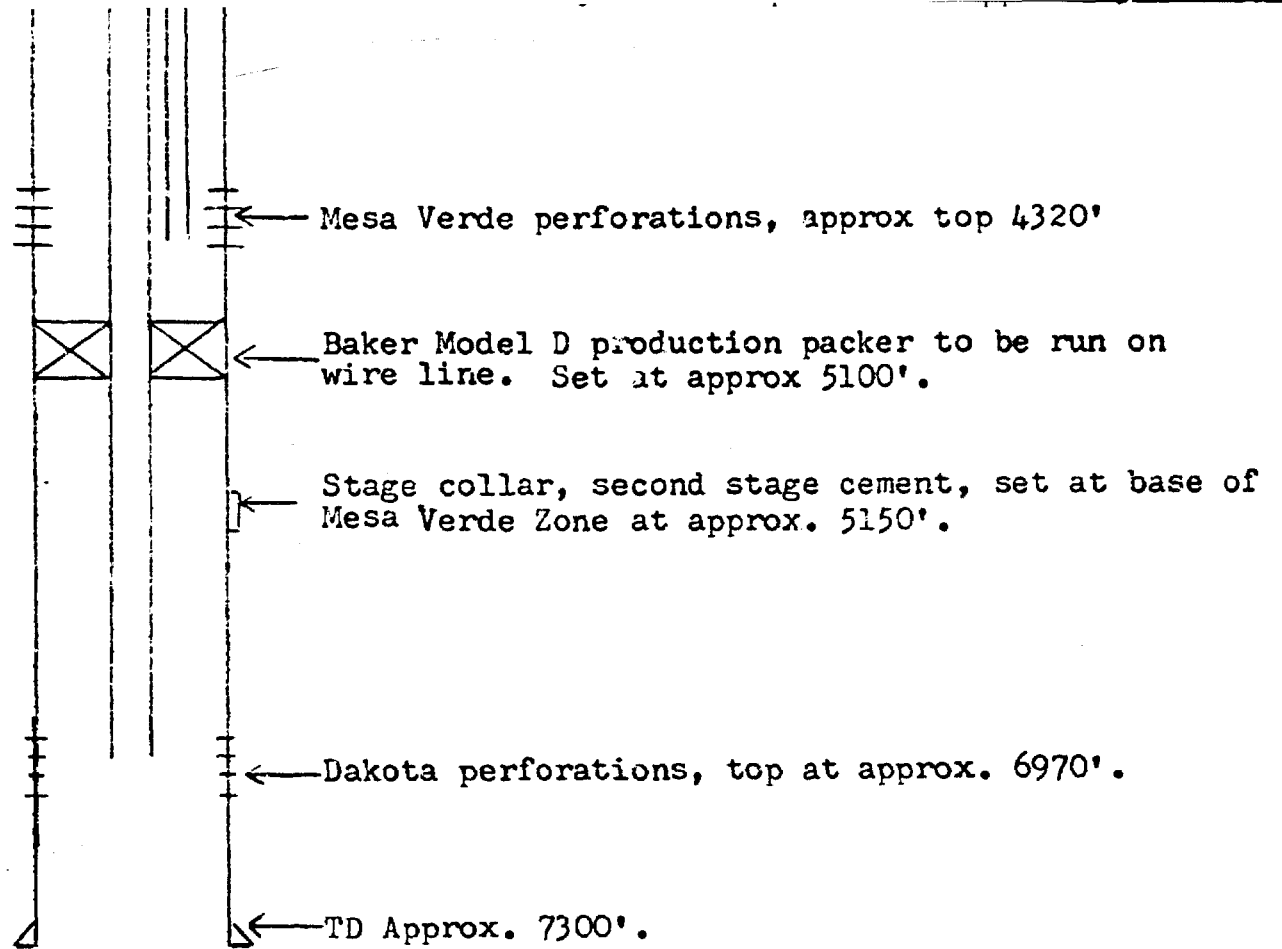 Mesa Verde perforations, approx top 4320'
Baker Model D production packer to be run on
wire line. Set at approx 5100'.
Stage collar, second stage cement, set at base of
Mesa Verde Zone at approx. 5150'.
Dakota perforations, top at approx. 6970'.
TD Approx. 7300'.